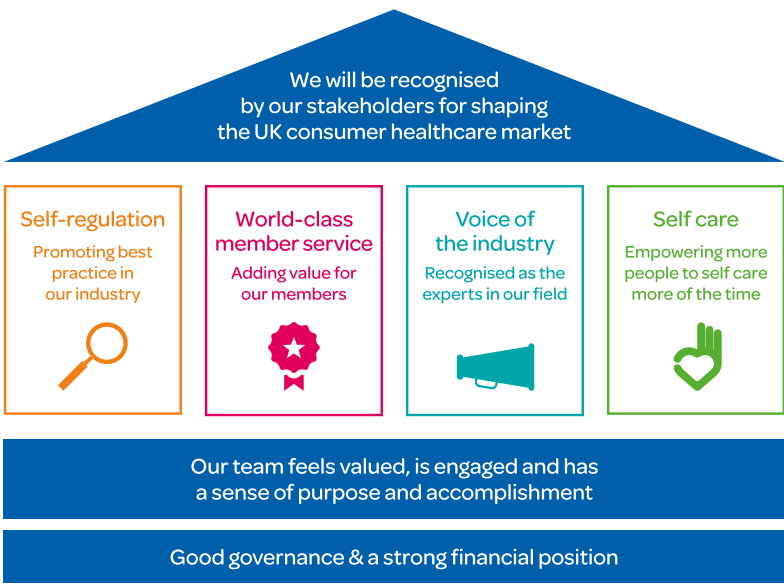 We will be recognised
by our stakeholders for shaping
the UK consumer healthcare market
Self-regulation
Promoting best
practice in
our industry
World-class
member service
Adding value for
our members
Voice of
the industry
Recognised as the
experts in our field
Self care
Empowering more
people to self care
more of the time
Our team feels valued, is engaged and has
a sense of purpose and accomplishment
Good governance & a strong financial position